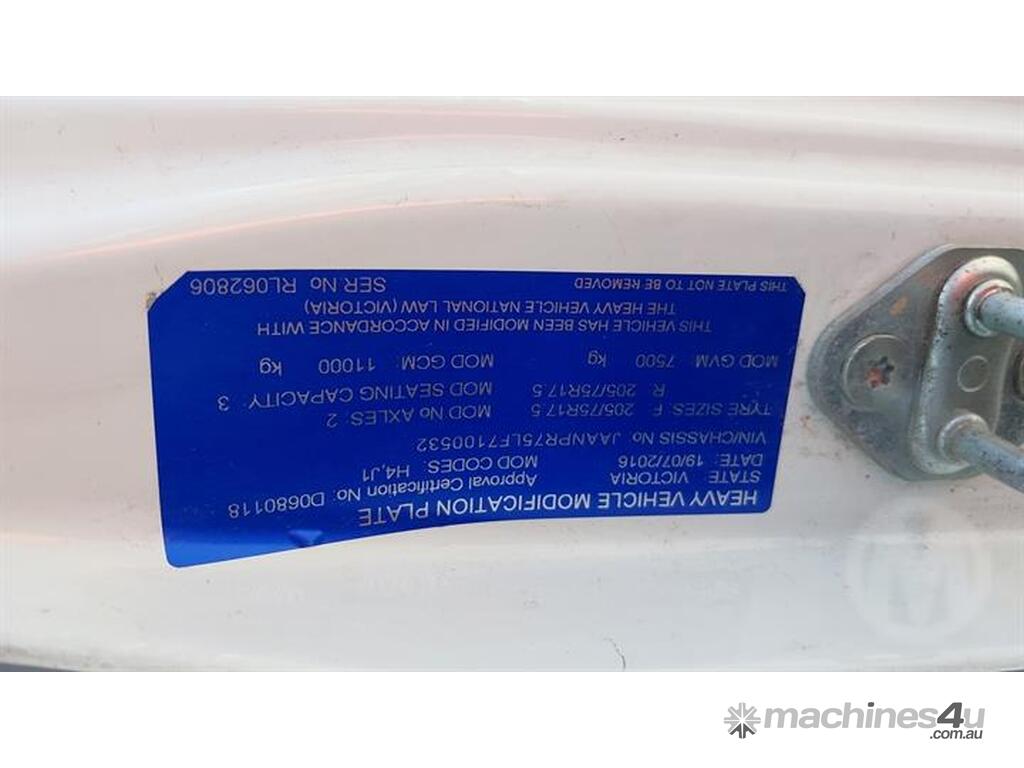 HEAVY VEHICLE MODIFICATION PLATE
STATE: VICTORIA Approval Certification No: D0680118
DATE: 19/07/2016 MOD CODES: H4,J1
VIN/CHASSIS No: JAANPR75LF7100532
TYRE SIZES: F: 205/75R17.5 MOD No AXLES: 2
R: 205/75R17.5 MOD SEATING CAPACITY: 3
MOD GVM: 7500 kg MOD GCM: 11000 kg
THIS VEHICLE HAS BEEN MODIFIED IN ACCORDANCE WITH
THE HEAVY VEHICLE NATIONAL LAW (VICTORIA)
THIS PLATE NOT TO BE REMOVED SER No RL062806
machines4u
.com.au